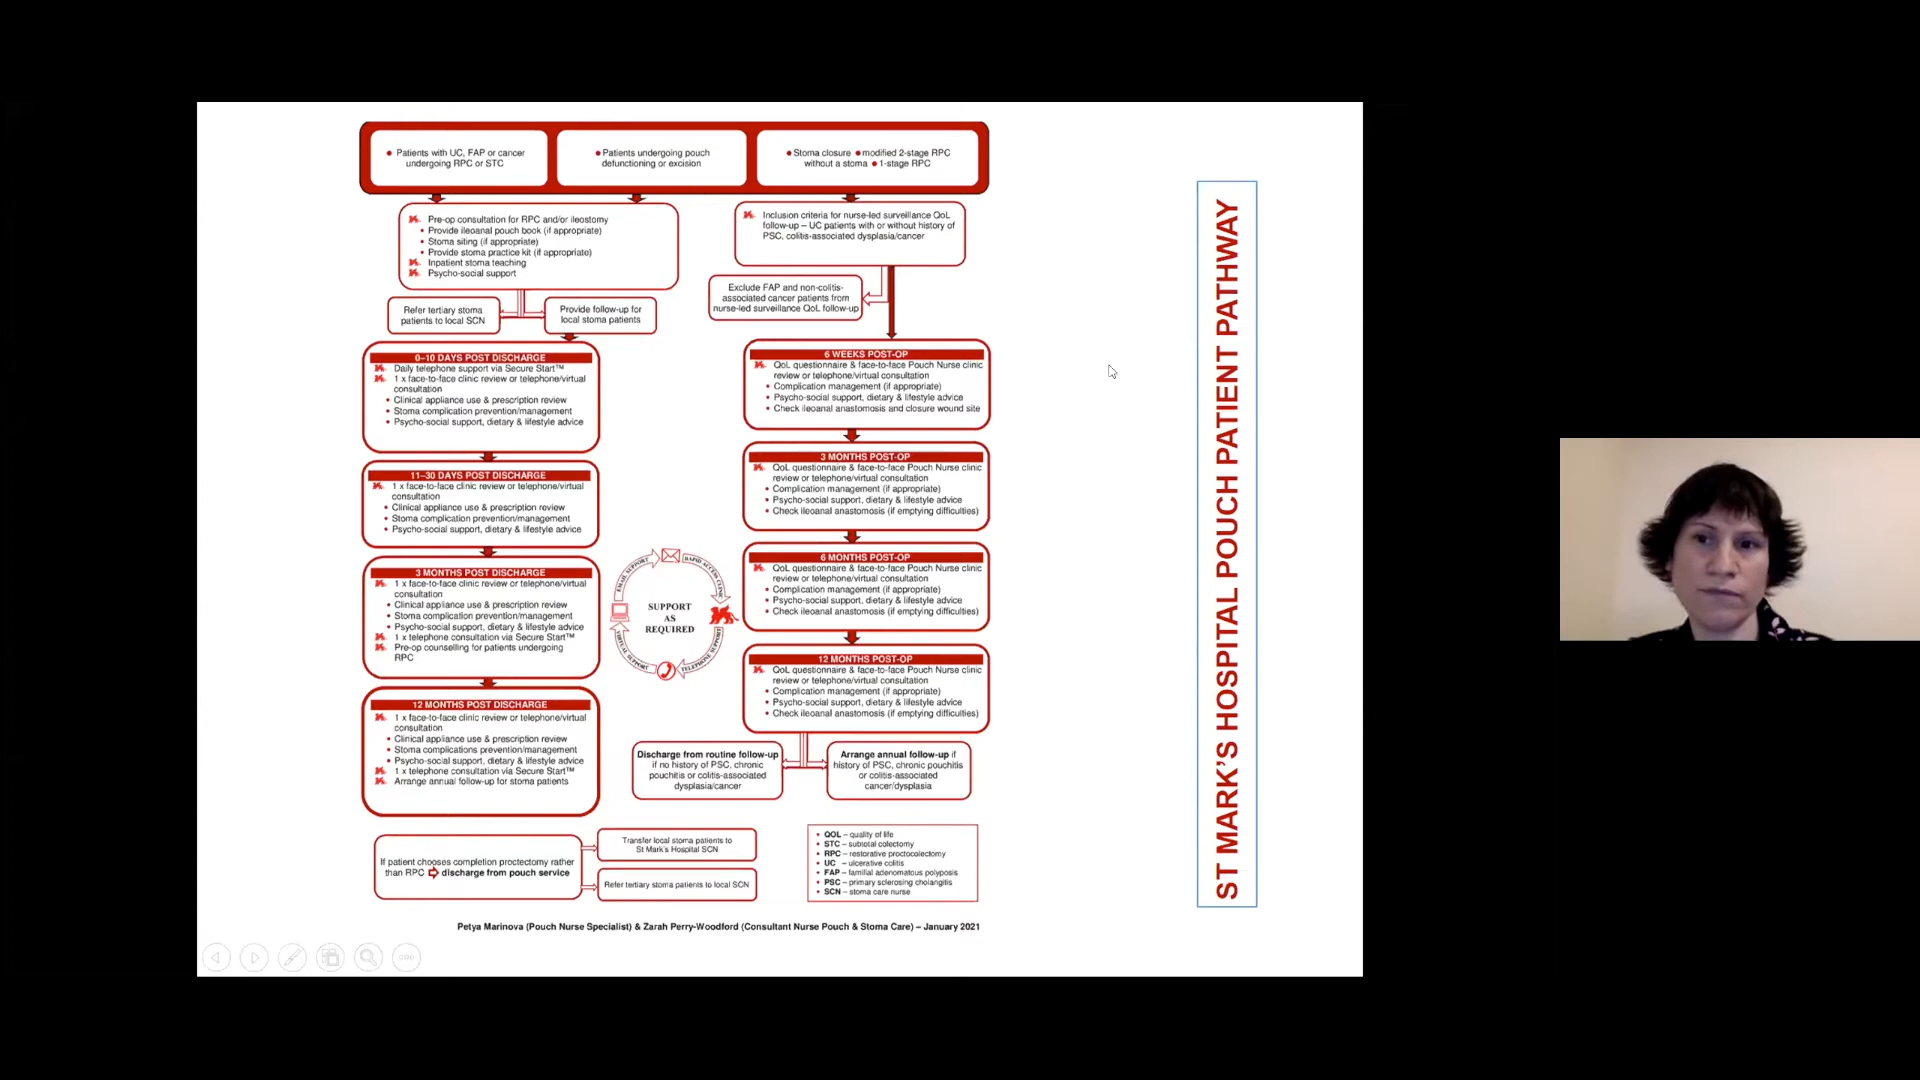 • Patients with UC, FAP or cancer
undergoing RPC or STC
• Patients undergoing pouch
defunctioning or excision
• Stoma closure • modified 2-stage RPC
without a stoma • 1-stage RPC
Pre-op consultation for RPC and/or ileostomy
• Provide ileoanal pouch book (if appropriate)
• Stoma siting (if appropriate)
• Provide stoma practice kit (if appropriate)
Inpatient stoma teaching
Psycho-social support
Inclusion criteria for nurse-led surveillance QoL
follow-up – UC patients with or without history of
PSC, colitis-associated dysplasia/cancer
Exclude FAP and non-colitis-
associated cancer patients from
nurse-led surveillance QoL follow-up
Refer tertiary stoma
patients to local SCN
Provide follow-up for
local stoma patients
0–10 DAYS POST DISCHARGE
Daily telephone support via Secure Start™
1 x face-to-face clinic review or telephone/virtual
consultation
• Clinical appliance use & prescription review
• Stoma complication prevention/management
• Psycho-social support, dietary & lifestyle advice
11–30 DAYS POST DISCHARGE
1 x face-to-face clinic review or telephone/virtual
consultation
• Clinical appliance use & prescription review
• Stoma complication prevention/management
• Psycho-social support, dietary & lifestyle advice
3 MONTHS POST DISCHARGE
1 x face-to-face clinic review or telephone/virtual
consultation
• Clinical appliance use & prescription review
• Stoma complication prevention/management
• Psycho-social support, dietary & lifestyle advice
1 x telephone consultation via Secure Start™
Pre-op counselling for patients undergoing
RPC
12 MONTHS POST DISCHARGE
1 x face-to-face clinic review or telephone/virtual
consultation
• Clinical appliance use & prescription review
• Stoma complications prevention/management
• Psycho-social support, dietary & lifestyle advice
1 x telephone consultation via Secure Start™
Arrange annual follow-up for stoma patients
6 WEEKS POST-OP
QoL questionnaire & face-to-face Pouch Nurse clinic
review or telephone/virtual consultation
• Complication management (if appropriate)
• Psycho-social support, dietary & lifestyle advice
• Check ileoanal anastomosis and closure wound site
3 MONTHS POST-OP
QoL questionnaire & face-to-face Pouch Nurse clinic
review or telephone/virtual consultation
• Complication management (if appropriate)
• Psycho-social support, dietary & lifestyle advice
• Check ileoanal anastomosis (if emptying difficulties)
6 MONTHS POST-OP
QoL questionnaire & face-to-face Pouch Nurse clinic
review or telephone/virtual consultation
• Complication management (if appropriate)
• Psycho-social support, dietary & lifestyle advice
• Check ileoanal anastomosis (if emptying difficulties)
12 MONTHS POST-OP
QoL questionnaire & face-to-face Pouch Nurse clinic
review or telephone/virtual consultation
• Complication management (if appropriate)
• Psycho-social support, dietary & lifestyle advice
• Check ileoanal anastomosis (if emptying difficulties)
EMAIL SUPPORT
RAPID ACCESS CLINIC
TELEPHONE SUPPORT
VIRTUAL SUPPORT
SUPPORT
AS
REQUIRED
Discharge from routine follow-up
if no history of PSC, chronic
pouchitis or colitis-associated
dysplasia/cancer
Arrange annual follow-up if
history of PSC, chronic pouchitis
or colitis-associated
cancer/dysplasia
If patient chooses completion proctectomy rather
than RPC ⇨ discharge from pouch service
Transfer local stoma patients to
St Mark's Hospital SCN
Refer tertiary stoma patients to local SCN
• QOL – quality of life
• STC – subtotal colectomy
• RPC – restorative proctocolectomy
• UC – ulcerative colitis
• FAP – familial adenomatous polyposis
• PSC – primary sclerosing cholangitis
• SCN – stoma care nurse
Petya Marinova (Pouch Nurse Specialist) & Zarah Perry-Woodford (Consultant Nurse Pouch & Stoma Care) – January 2021
ST MARK'S HOSPITAL POUCH PATIENT PATHWAY